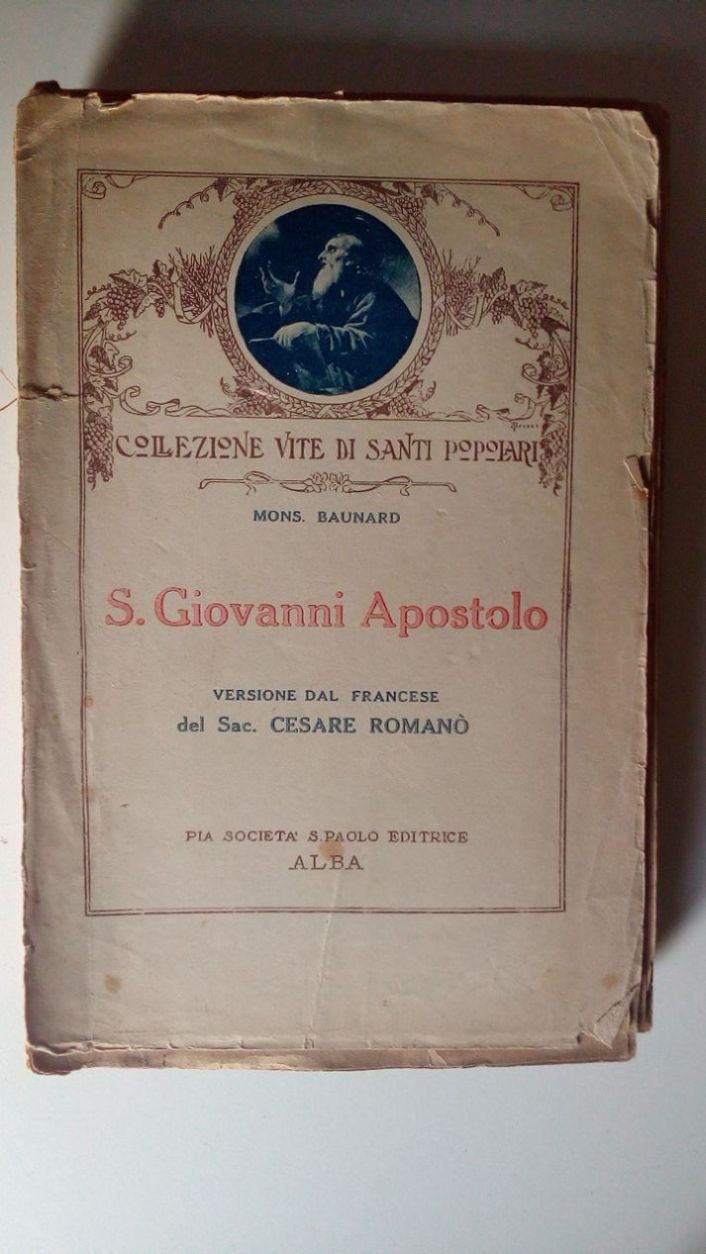 COLLEZIONE VITE DI SANTI POPOLARI
MONS. BAUNARD
S. Giovanni Apostolo
VERSIONE DAL FRANCESE
del Sac. CESARE ROMANÒ
PIA SOCIETA' S. PAOLO EDITRICE
ALBA